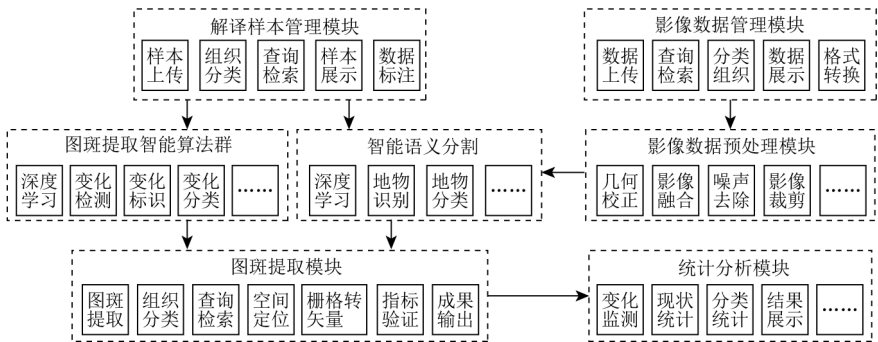 解译样本管理模块
样本 组织 查询 样本 数据
上传 分类 检索 展示 标注
影像数据管理模块
数据 查询 分类 数据 格式
上传 检索 组织 展示 转换
图斑提取智能算法群
深度 变化 变化 变化 ……
学习 检测 标识 分类
智能语义分割
深度 地物 地物 ……
学习 识别 分类
影像数据预处理模块
几何 影像 噪声 影像 ……
校正 融合 去除 裁剪
图斑提取模块
图斑 组织 查询 空间 栅格转 指标 成果
提取 分类 检索 定位 矢量 验证 输出
统计分析模块
变化 现状 分类 结果 ……
监测 统计 统计 展示